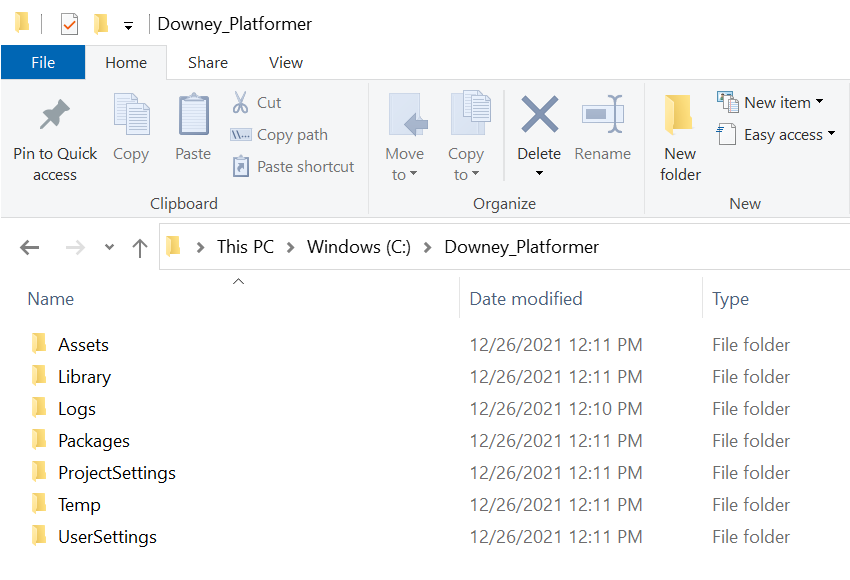 Downey_Platformer
File Home Share View
Pin to Quick access
Copy
Paste
Cut
Copy path
Paste shortcut
Clipboard
Move to
Copy to
Delete
Rename
Organize
New folder
New item
Easy access
New
This PC > Windows (C:) > Downey_Platformer
Name Date modified Type
Assets 12/26/2021 12:11 PM File folder
Library 12/26/2021 12:11 PM File folder
Logs 12/26/2021 12:10 PM File folder
Packages 12/26/2021 12:11 PM File folder
ProjectSettings 12/26/2021 12:11 PM File folder
Temp 12/26/2021 12:11 PM File folder
UserSettings 12/26/2021 12:11 PM File folder